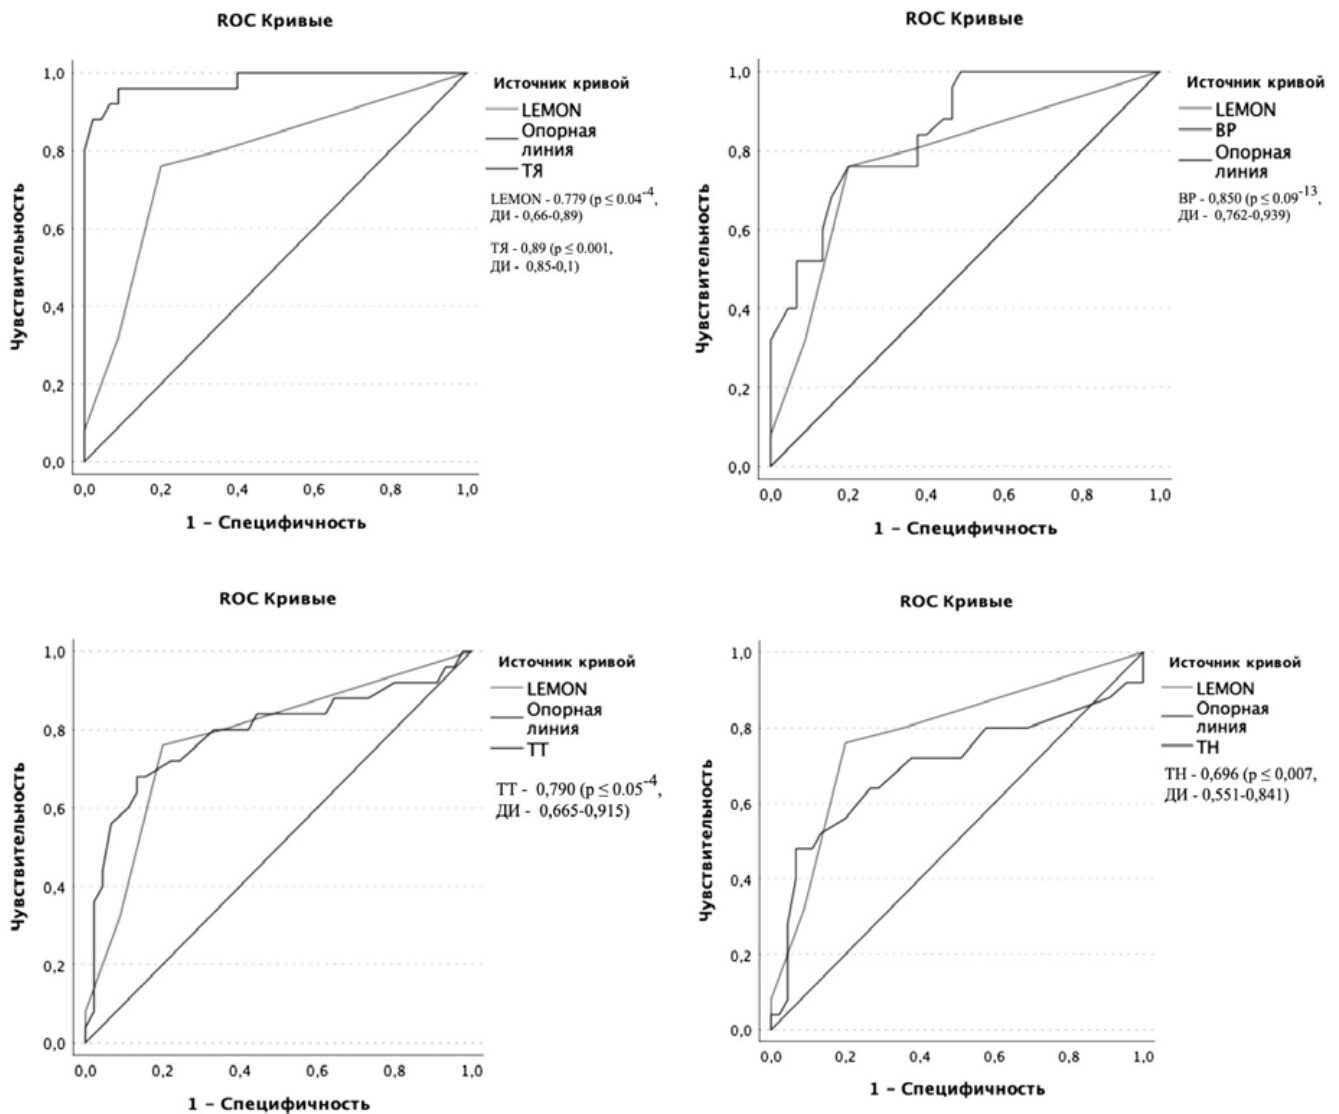 ROC Кривые
1,0
0,8
0,6
0,4
0,2
0,0
0,0 0,2 0,4 0,6 0,8 1,0
Чувствительность
1 – Специфичность
Источник кривой
LEMON
Опорная
линия
ТЯ
LEMON - 0.779 (p ≤ 0.04-4,
ДИ - 0,66-0,89)
ТЯ - 0,89 (p ≤ 0.001,
ДИ - 0,85-0,1)
ROC Кривые
1,0
0,8
0,6
0,4
0,2
0,0
0,0 0,2 0,4 0,6 0,8 1,0
Чувствительность
1 – Специфичность
Источник кривой
LEMON
ВР
Опорная
линия
ВР - 0,850 (p ≤ 0.09-13,
ДИ - 0,762-0,939)
ROC Кривые
1,0
0,8
0,6
0,4
0,2
0,0
0,0 0,2 0,4 0,6 0,8 1,0
Чувствительность
1 – Специфичность
Источник кривой
LEMON
Опорная
линия
ТТ
ТТ - 0,790 (p ≤ 0.05-4,
ДИ - 0,665-0,915)
ROC Кривые
1,0
0,8
0,6
0,4
0,2
0,0
0,0 0,2 0,4 0,6 0,8 1,0
Чувствительность
1 – Специфичность
Источник кривой
LEMON
Опорная
линия
ТН
ТН - 0,696 (p ≤ 0,007,
ДИ - 0,551-0,841)